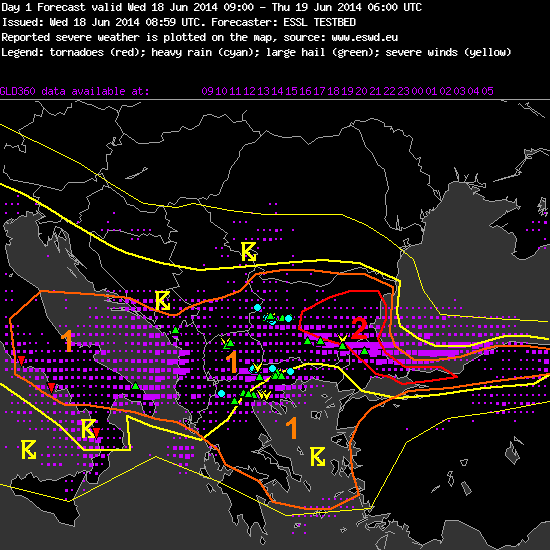 Day 1 Forecast valid Wed 18 Jun 2014 09:00 – Thu 19 Jun 2014 06:00 UTC
Issued: Wed 18 Jun 2014 08:59 UTC. Forecaster: ESSL TESTBED
Reported severe weather is plotted on the map, source: www.eswd.eu
Legend: tornadoes (red); heavy rain (cyan); large hail (green); severe winds (yellow)
GLD360 data available at: 09 10 11 12 13 14 15 16 17 18 19 20 21 22 23 00 01 02 03 04 05
2
1
1
1